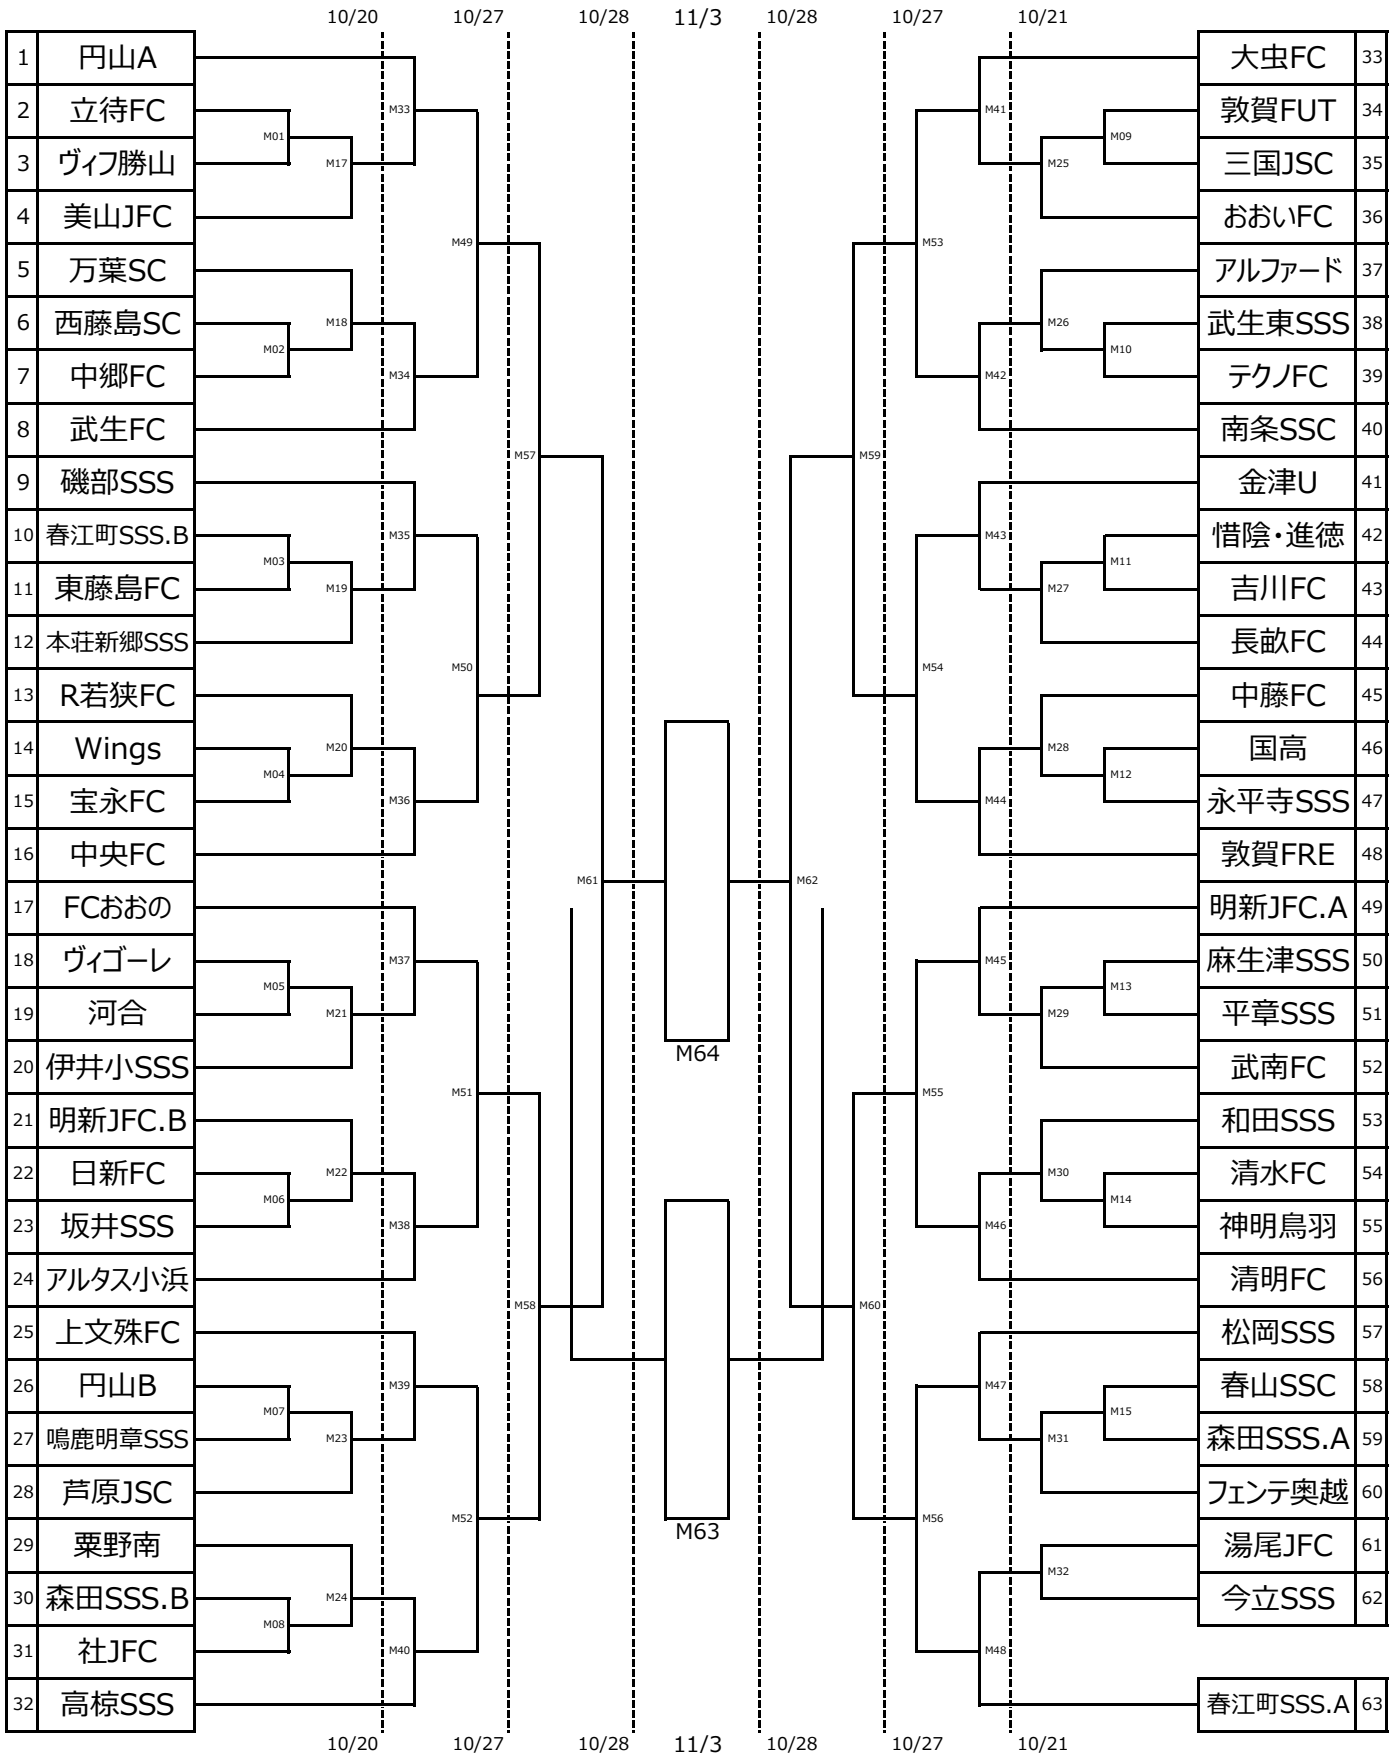 10/20 10/27 10/28 11/3 10/28 10/27 10/21
1 円山A
2 立待FC
3 ヴィフ勝山
4 美山JFC
5 万葉SC
6 西藤島SC
7 中郷FC
8 武生FC
9 磯部SSS
10 春江町SSS.B
11 東藤島FC
12 本荘新郷SSS
13 R若狭FC
14 Wings
15 宝永FC
16 中央FC
17 FCおおの
18 ヴィゴーレ
19 河合
20 伊井小SSS
21 明新JFC.B
22 日新FC
23 坂井SSS
24 アルタス小浜
25 上文殊FC
26 円山B
27 鳴鹿明章SSS
28 芦原JSC
29 粟野南
30 森田SSS.B
31 社JFC
32 高椋SSS
M01
M02
M03
M04
M05
M06
M07
M08
M17
M18
M19
M20
M21
M22
M23
M24
M33
M34
M35
M36
M37
M38
M39
M40
M49
M50
M51
M52
M57
M58
M61
M64
M63
M62
M59
M60
M53
M54
M55
M56
M41
M42
M43
M44
M45
M46
M47
M48
M25
M26
M27
M28
M29
M30
M31
M32
M09
M10
M11
M12
M13
M14
M15
大虫FC 33
敦賀FUT 34
三国JSC 35
おおいFC 36
アルファード 37
武生東SSS 38
テクノFC 39
南条SSC 40
金津U 41
惜陰・進徳 42
吉川FC 43
長畝FC 44
中藤FC 45
国高 46
永平寺SSS 47
敦賀FRE 48
明新JFC.A 49
麻生津SSS 50
平章SSS 51
武南FC 52
和田SSS 53
清水FC 54
神明鳥羽 55
清明FC 56
松岡SSS 57
春山SSC 58
森田SSS.A 59
フェンテ奥越 60
湯尾JFC 61
今立SSS 62
春江町SSS.A 63
10/20 10/27 10/28 11/3 10/28 10/27 10/21